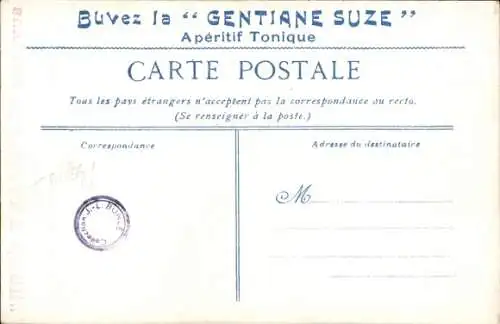 Buvez la “ GENTIANE SUZE ”
Apéritif Tonique
CARTE POSTALE
Tous les pays étrangers n'acceptent pas la correspondance au recto.
(Se renseigner à la poste.)
Correspondance
Adresse du destinataire
M